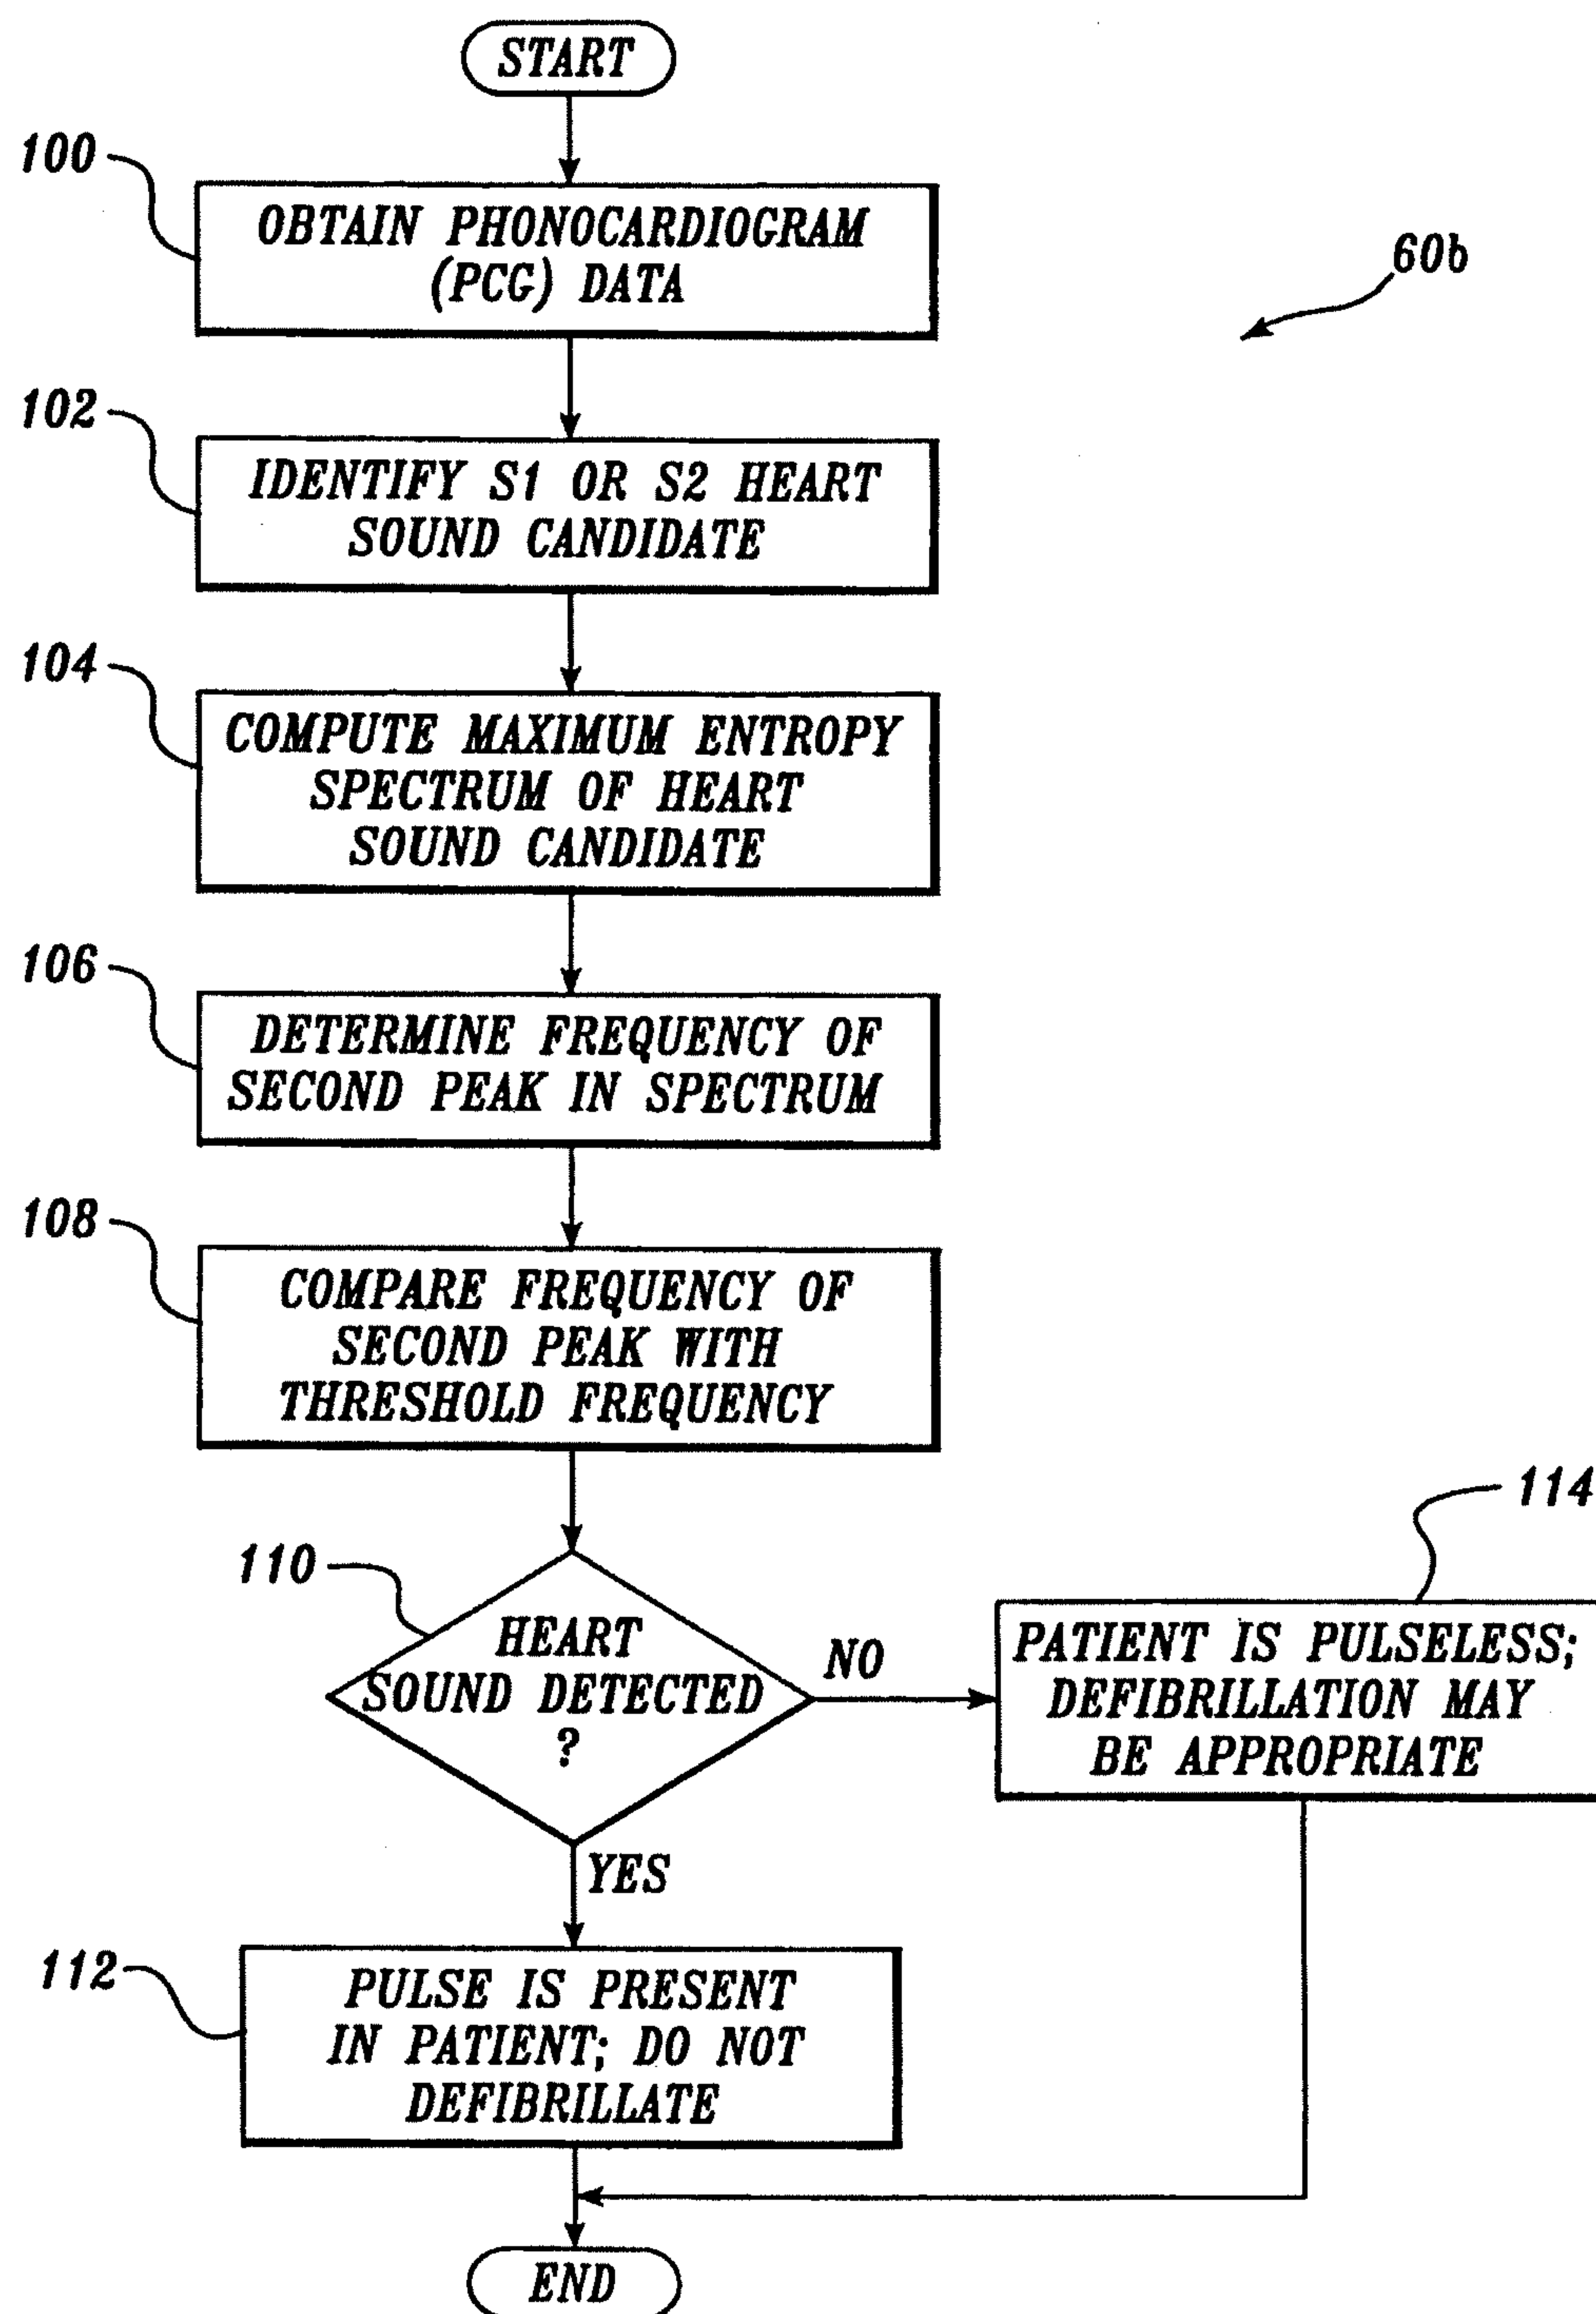 START
100
OBTAIN PHONOCARDIOGRAM
(PCG) DATA
60b
102
IDENTIFY S1 OR S2 HEART
SOUND CANDIDATE
104
COMPUTE MAXIMUM ENTROPY
SPECTRUM OF HEART
SOUND CANDIDATE
106
DETERMINE FREQUENCY OF
SECOND PEAK IN SPECTRUM
108
COMPARE FREQUENCY OF
SECOND PEAK WITH
THRESHOLD FREQUENCY
110
HEART
SOUND DETECTED
?
NO
114
PATIENT IS PULSELESS;
DEFIBRILLATION MAY
BE APPROPRIATE
YES
112
PULSE IS PRESENT
IN PATIENT; DO NOT
DEFIBRILLATE
END